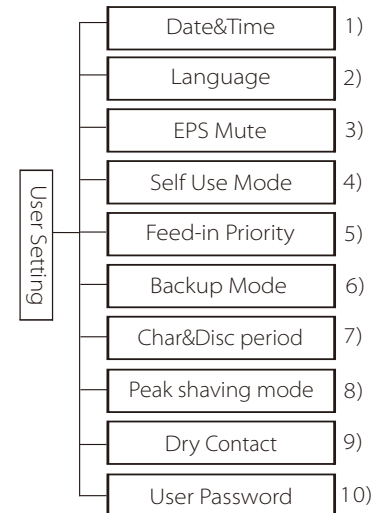 User Setting
Date&Time 1)
Language 2)
EPS Mute 3)
Self Use Mode 4)
Feed-in Priority 5)
Backup Mode 6)
Char&Disc period 7)
Peak shaving mode 8)
Dry Contact 9)
User Password 10)